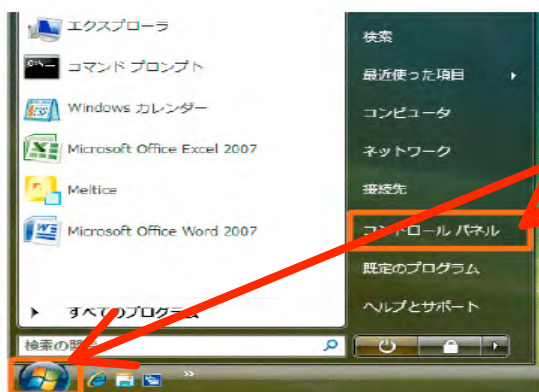 エクスプローラ
コマンド プロンプト
Windows カレンダー
Microsoft Office Excel 2007
Meltice
Microsoft Office Word 2007
すべてのプログラム
検索の開
検索
最近使った項目
コンピュータ
ネットワーク
接続先
コントロール パネル
既定のプログラム
ヘルプとサポート